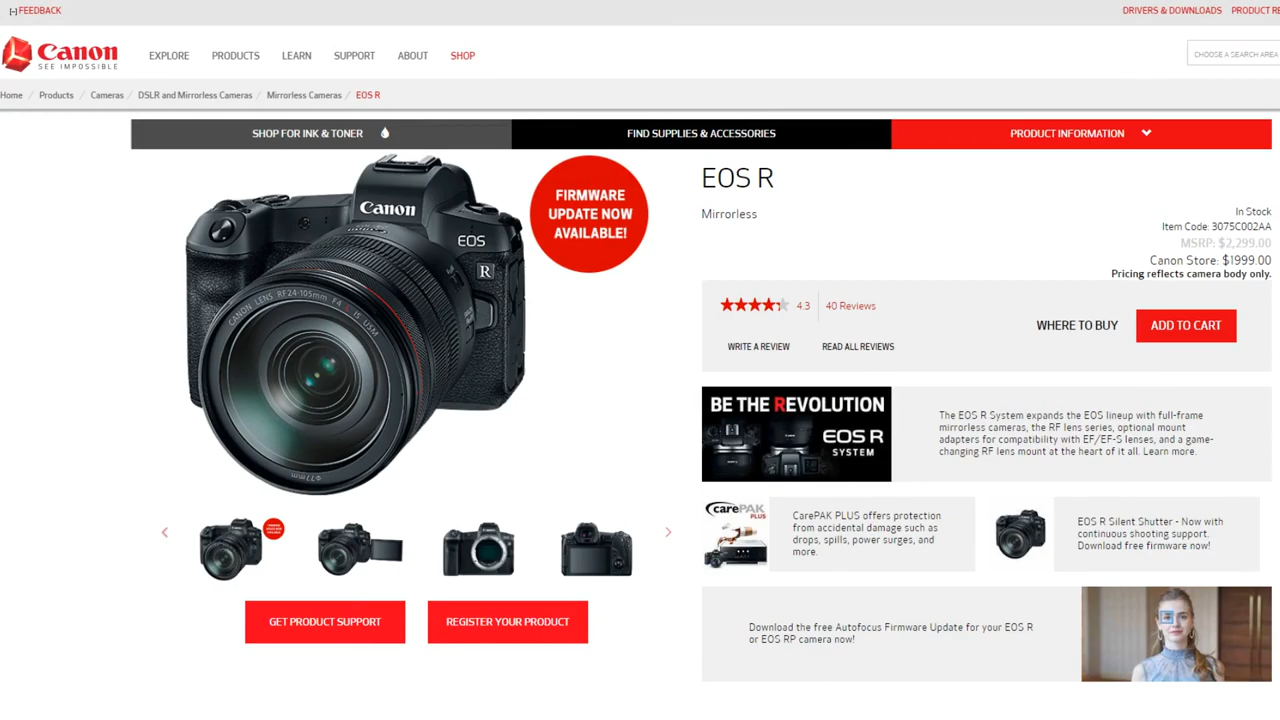 [-] FEEDBACK
DRIVERS & DOWNLOADS
PRODUCT RE
Canon
SEE IMPOSSIBLE
EXPLORE
PRODUCTS
LEARN
SUPPORT
ABOUT
SHOP
CHOOSE A SEARCH AREA
Home / Products / Cameras / DSLR and Mirrorless Cameras / Mirrorless Cameras / EOS R
SHOP FOR INK & TONER
FIND SUPPLIES & ACCESSORIES
PRODUCT INFORMATION
Canon
EOS
R
CANON LENS RF24-105mm F4 L IS USM
Φ77mm
FIRMWARE
UPDATE NOW
AVAILABLE!
EOS R
Mirrorless
In Stock
Item Code: 3075C002AA
MSRP: $2,299.00
Canon Store: $1999.00
Pricing reflects camera body only.
4.3
40 Reviews
WRITE A REVIEW
READ ALL REVIEWS
WHERE TO BUY
ADD TO CART
BE THE REVOLUTION
EOS R
SYSTEM
The EOS R System expands the EOS lineup with full-frame
mirrorless cameras, the RF lens series, optional mount
adapters for compatibility with EF/EF-S lenses, and a game-
changing RF lens mount at the heart of it all. Learn more.
carePAK
PLUS
CarePAK PLUS offers protection
from accidental damage such as
drops, spills, power surges, and
more.
EOS R Silent Shutter - Now with
continuous shooting support.
Download free firmware now!
GET PRODUCT SUPPORT
REGISTER YOUR PRODUCT
Download the free Autofocus Firmware Update for your EOS R
or EOS RP camera now!